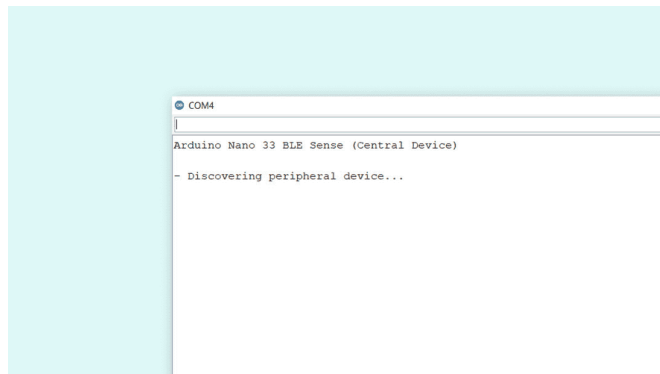 COM4
Arduino Nano 33 BLE Sense (Central Device)
- Discovering peripheral device...